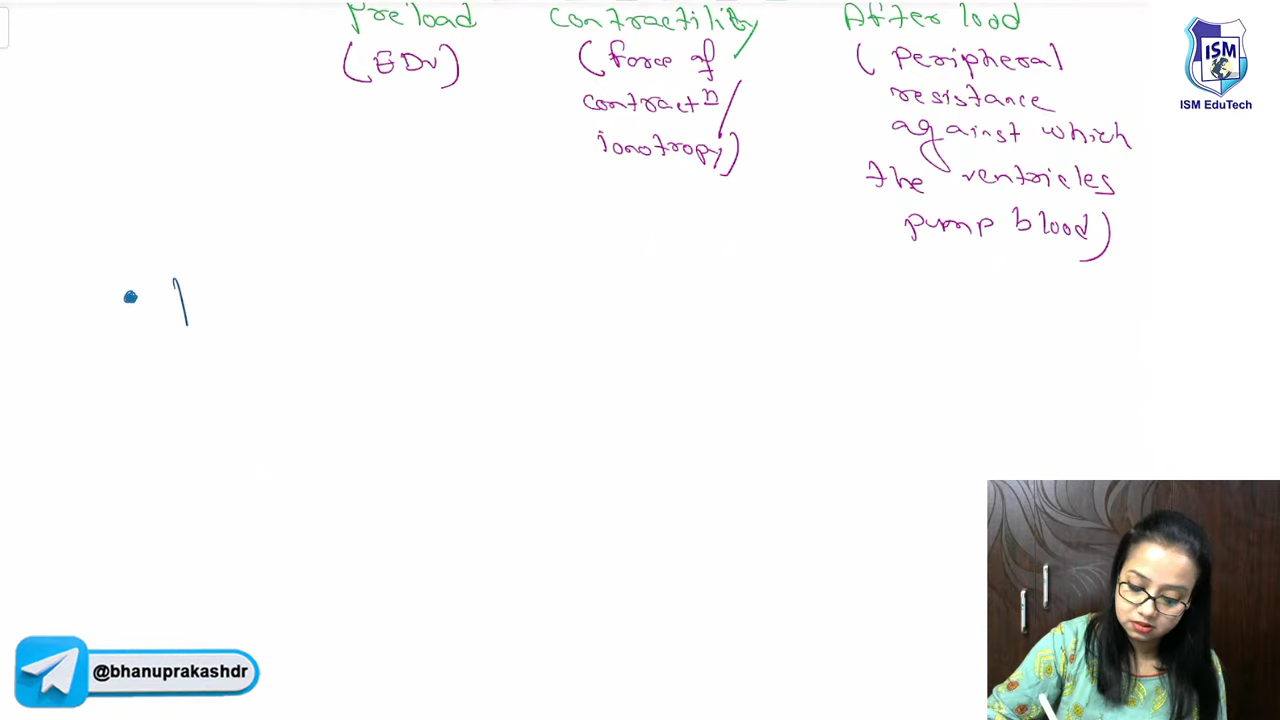 Preload contractility After load
(EDV) (force of (Peripheral
contractn/ resistance
ionotropy) against which
the ventricles
pump blood)
ISM
ISM EduTech
@bhanuprakashdr